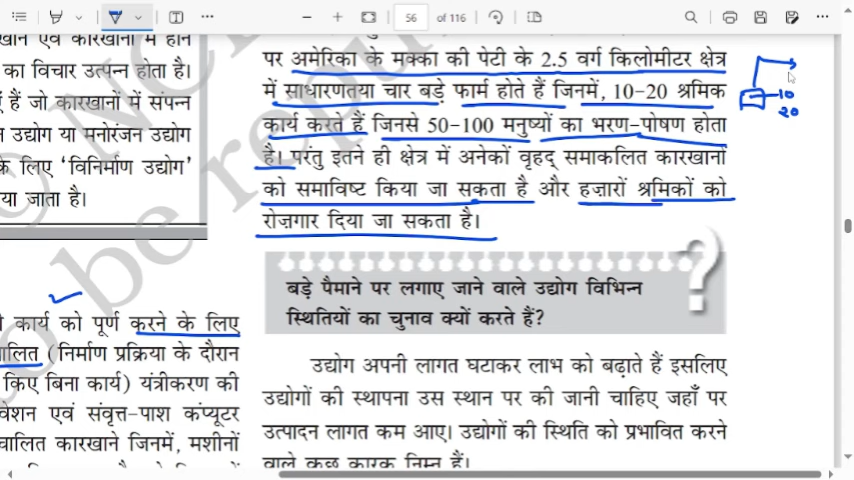 56 of 116
खान एवं कारखानों में होने
का विचार उत्पन्न होता है।
हैं जो कारखानों में संपन्न
उद्योग या मनोरंजन उद्योग
के लिए ‘विनिर्माण उद्योग’
या जाता है।
कार्य को पूर्ण करने के लिए
(निर्माण प्रक्रिया के दौरान
किए बिना कार्य) यंत्रीकरण की
एवं संवृत्त-पाश कंप्यूटर
कारखाने जिनमें, मशीनों
पर अमेरिका के मक्का की पेटी के 2.5 वर्ग किलोमीटर क्षेत्र
में साधारणतया चार बड़े फार्म होते हैं जिनमें, 10-20 श्रमिक
कार्य करते हैं जिनसे 50-100 मनुष्यों का भरण-पोषण होता
है। परंतु इतने ही क्षेत्र में अनेकों वृहद् समाकलित कारखानों
को समाविष्ट किया जा सकता है और हज़ारों श्रमिकों को
रोज़गार दिया जा सकता है।
10
20
बड़े पैमाने पर लगाए जाने वाले उद्योग विभिन्न
स्थितियों का चुनाव क्यों करते हैं?
?
उद्योग अपनी लागत घटाकर लाभ को बढ़ाते हैं इसलिए
उद्योगों की स्थापना उस स्थान पर की जानी चाहिए जहाँ पर
उत्पादन लागत कम आए। उद्योगों की स्थिति को प्रभावित करने
वाले कुछ कारक निम्न हैं।